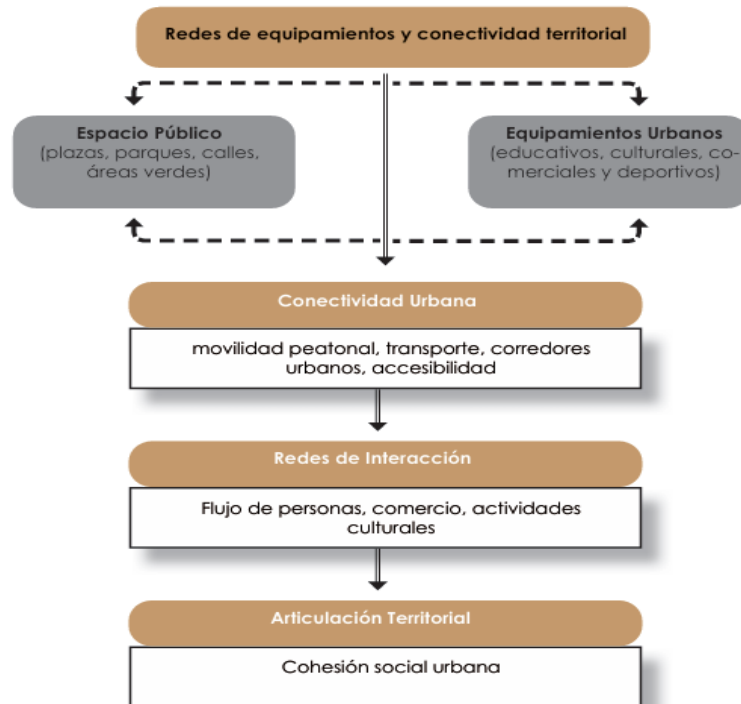 Redes de equipamientos y conectividad territorial
Espacio Público
(plazas, parques, calles,
áreas verdes)
Equipamientos Urbanos
(educativos, culturales, co-
merciales y deportivos)
Conectividad Urbana
movilidad peatonal, transporte, corredores
urbanos, accesibilidad
Redes de Interacción
Flujo de personas, comercio, actividades
culturales
Articulación Territorial
Cohesión social urbana